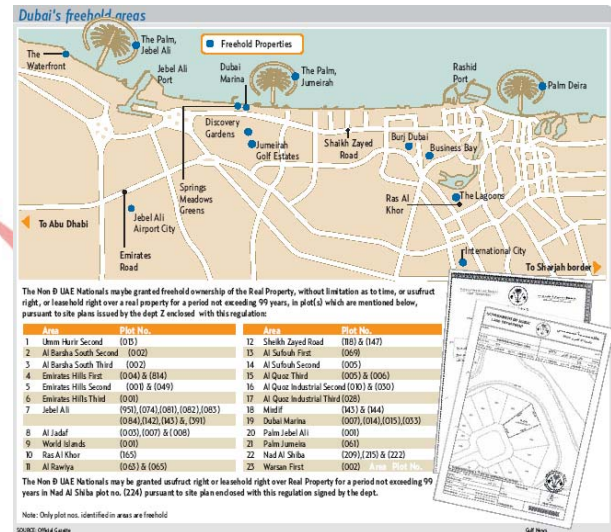 Dubai's freehold areas
Freehold Properties
The
Waterfront
The Palm,
Jebel Ali
Jebel Ali
Port
Dubai
Marina
The Palm,
Jumeirah
Rashid
Port
Palm Deira
Discovery
Gardens
Jumeirah
Golf Estates
Shaikh Zayed
Road
Burj Dubai
Business Bay
Springs
Meadows
Greens
Ras Al
Khor
The Lagoons
To Abu Dhabi
Jebel Ali
Airport City
Emirates
Road
International City
To Sharjah border
The Non Ð UAE Nationals maybe granted freehold ownership of the Real Property, without limitation as to time, or usufruct
right, or leasehold right over a real property for a period not exceeding 99 years, in plot(s) which are mentioned below,
pursuant to site plans issued by the dept Z enclosed with this regulation:
Area Plot No.
1 Umm Hurir Second (013)
2 Al Barsha South Second (002)
3 Al Barsha South Third (002)
4 Emirates Hills First (004) & (814)
5 Emirates Hills Second (001) & (049)
6 Emirates Hills Third (001)
7 Jebel Ali (951),(074),(081),(082),(083)
(084),(142),(143) &, (391)
8 Al Jadaf (003),(007) & (008)
9 World Islands (001)
10 Ras Al Khor (165)
11 Al Rawiya (063) & (065)
Area Plot No.
12 Sheikh Zayed Road (118) & (147)
13 Al Sufouh First (069)
14 Al Sufouh Second (005)
15 Al Quoz Third (005) & (006)
16 Al Quoz Industrial Second (010) & (030)
17 Al Quoz Industrial Third (028)
18 Mirdif (143) & (144)
19 Dubai Marina (007),(014),(015),(033)
20 Palm Jebel Ali (001)
21 Palm Jumeira (061)
22 Nad Al Shiba (209),(215) & (222)
23 Warsan First (002) Area Plot No.
The Non Ð UAE Nationals may be granted usufruct right or leasehold right over Real Property for a period not exceeding 99
years in Nad Al Shiba plot no. (224) pursuant to site plan enclosed with this regulation signed by the dept.
Note: Only plot nos. identified in areas are freehold
SOURCE: Official Gazette
Gulf News